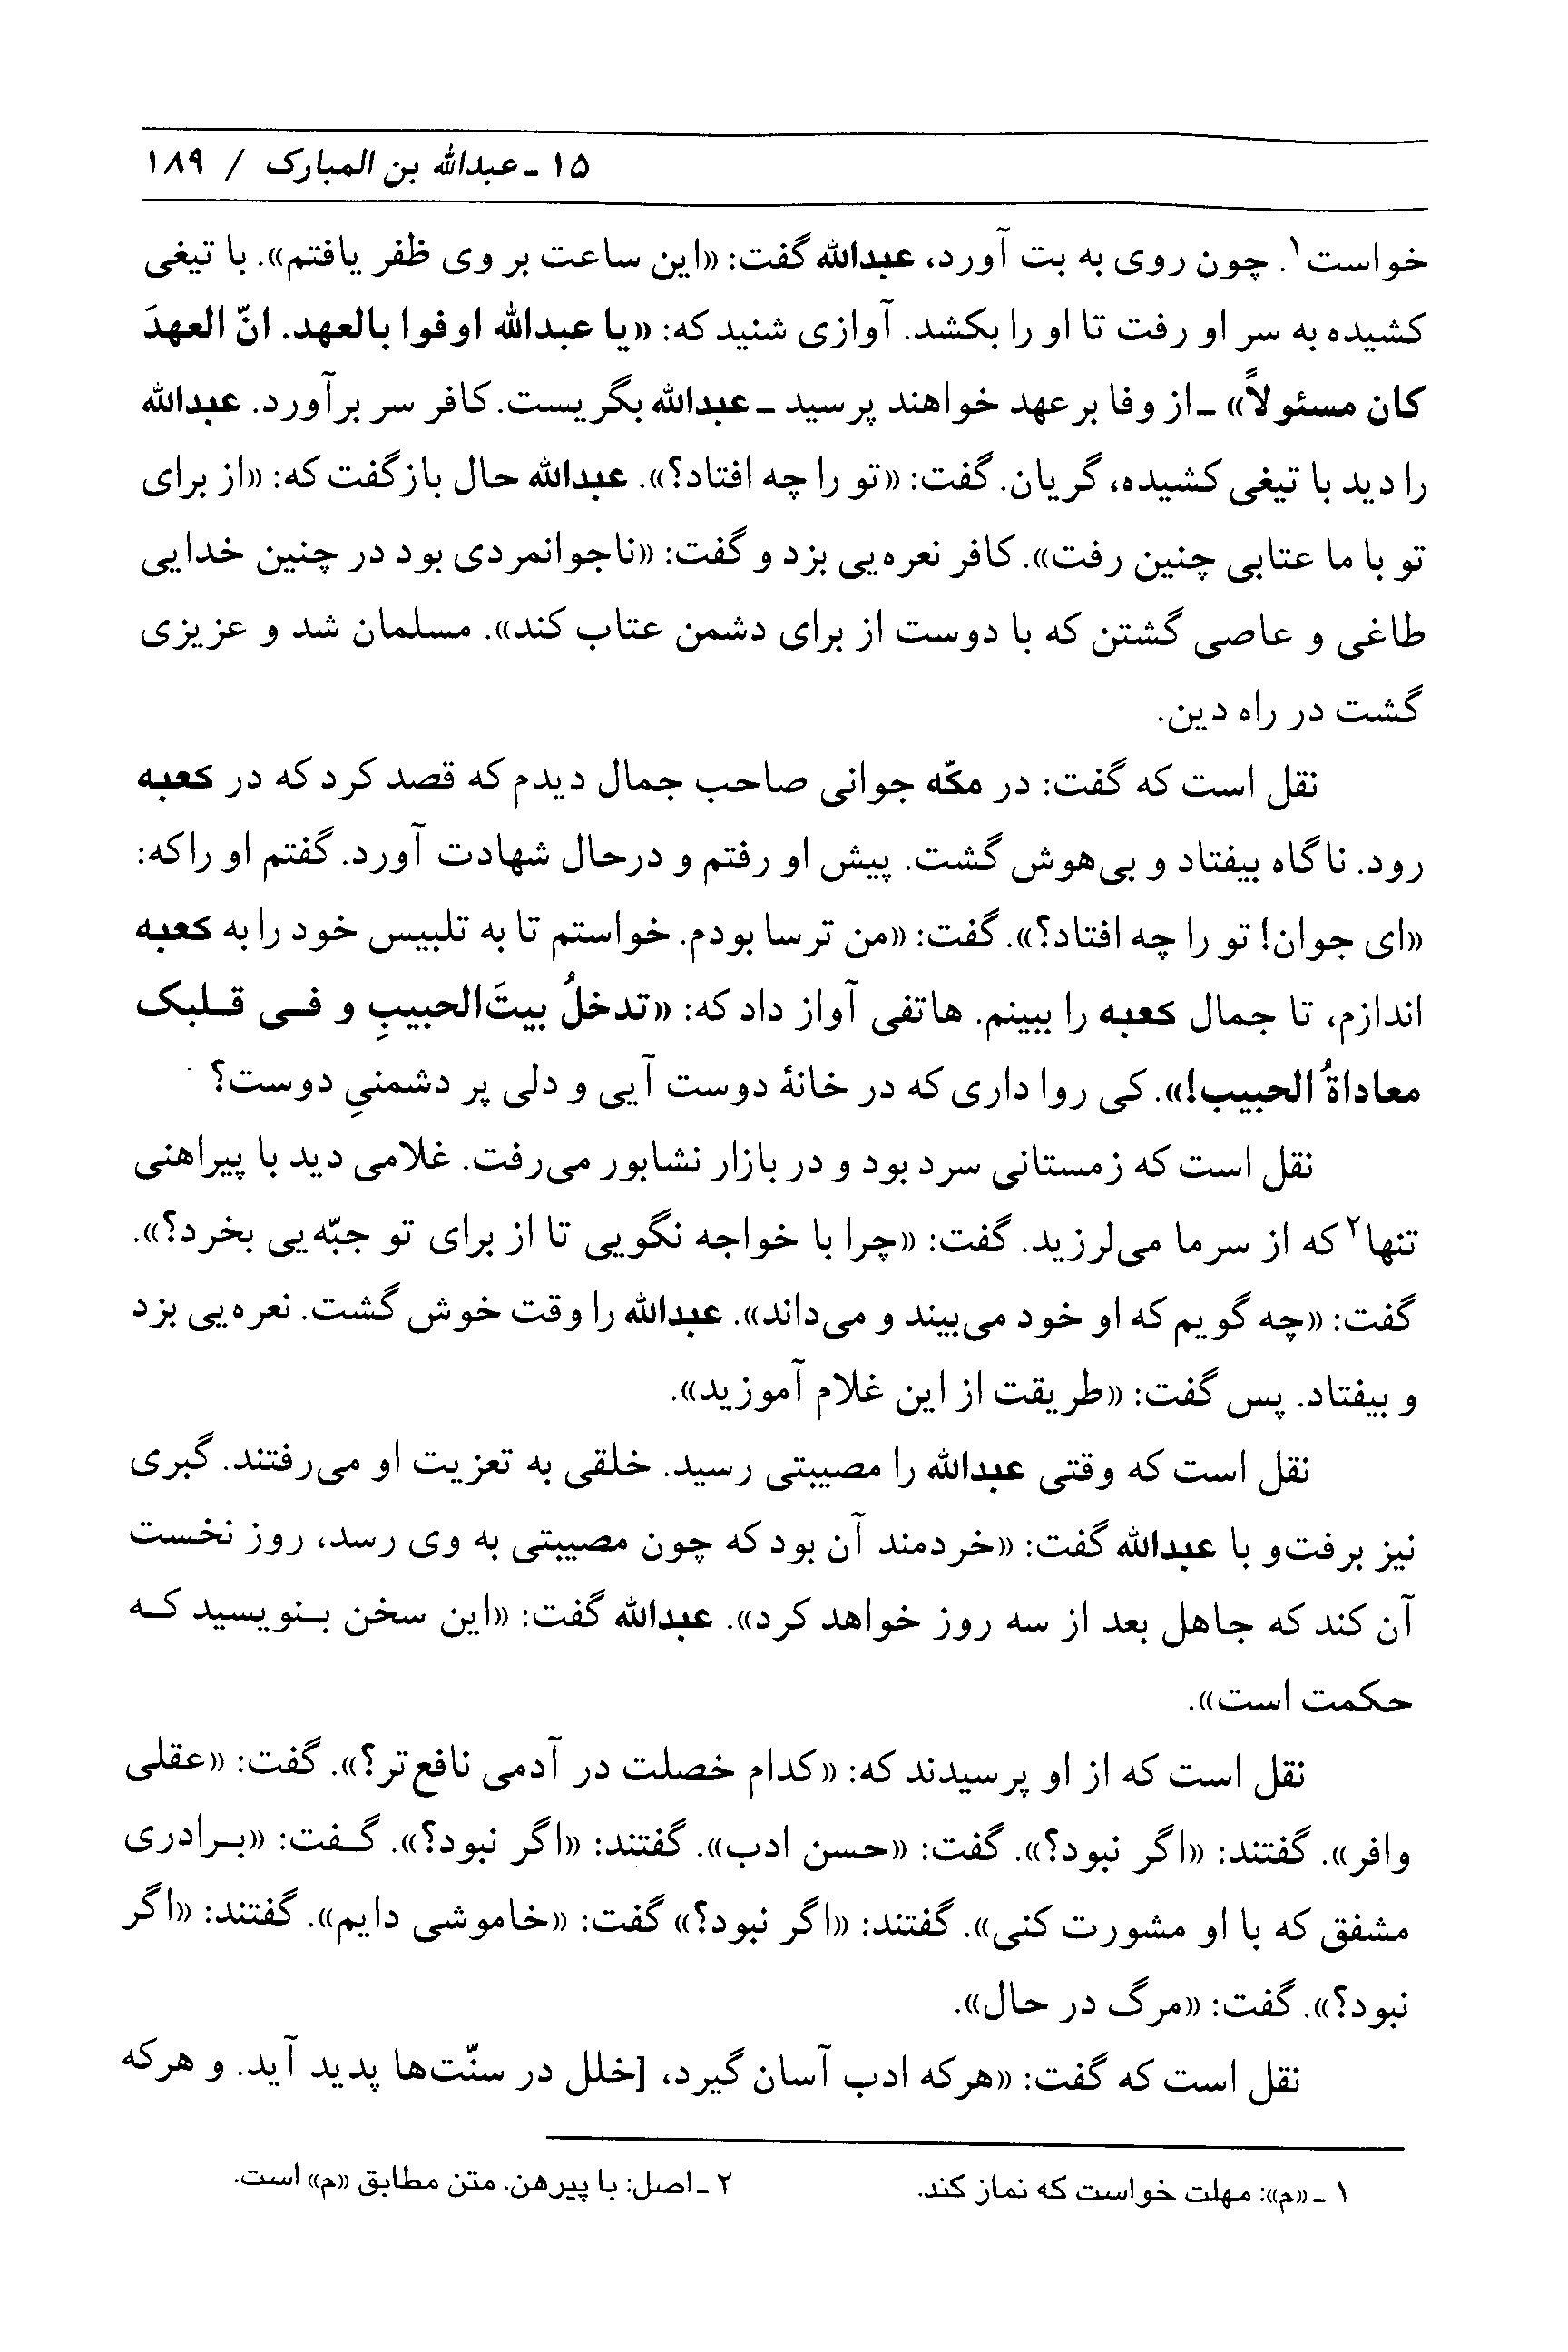 ۱۵ ـ عبدالله بن المبارک / ۱۸۹
خواست۱. چون روی به بت آورد، عبدالله گفت: «این ساعت بر وی ظفر یافتم». با تیغی
کشیده به سر او رفت تا او را بکشد. آوازی شنید که: «یا عبدالله اوفوا بالعهد. انّ العهدَ
کان مسئولاً» ـ از وفا بر عهد خواهند پرسید ـ عبدالله بگریست. کافر سر برآورد. عبدالله
را دید با تیغی کشیده، گریان. گفت: «تو را چه افتاد؟». عبدالله حال بازگفت که: «از برای
تو با ما عتابی چنین رفت». کافر نعره‌یی بزد و گفت: «ناجوانمردی بود در چنین خدایی
طاغی و عاصی گشتن که با دوست از برای دشمن عتاب کند». مسلمان شد و عزیزی
گشت در راه دین.
نقل است که گفت: در مکّه جوانی صاحب جمال دیدم که قصد کرد که در کعبه
رود. ناگاه بیفتاد و بی‌هوش گشت. پیش او رفتم و درحال شهادت آورد. گفتم او را که:
«ای جوان! تو را چه افتاد؟». گفت: «من ترسا بودم. خواستم تا به تلبیس خود را به کعبه
اندازم، تا جمال کعبه را ببینم. هاتفی آواز داد که: «تدخلُ بیتَ‌الحبیبِ و فـی قـلبک
معاداةُ الحبیب!». کی روا داری که در خانهٔ دوست آیی و دلی پر دشمنیِ دوست؟
نقل است که زمستانی سرد بود و در بازار نشابور می‌رفت. غلامی دید با پیراهنی
تنها۲ که از سرما می‌لرزید. گفت: «چرا با خواجه نگویی تا از برای تو جبّه‌یی بخرد؟».
گفت: «چه گویم که او خود می‌بیند و می‌داند». عبدالله را وقت خوش گشت. نعره‌یی بزد
و بیفتاد. پس گفت: «طریقت از این غلام آموزید».
نقل است که وقتی عبدالله را مصیبتی رسید. خلقی به تعزیت او می‌رفتند. گبری
نیز برفت‌و با عبدالله گفت: «خردمند آن بود که چون مصیبتی به وی رسد، روز نخست
آن کند که جاهل بعد از سه روز خواهد کرد». عبدالله گفت: «این سخن بـنویسید کـه
حکمت است».
نقل است که از او پرسیدند که: «کدام خصلت در آدمی نافع‌تر؟». گفت: «عقلی
وافر». گفتند: «اگر نبود؟». گفت: «حسن ادب». گفتند: «اگر نبود؟». گـفت: «بـرادری
مشفق که با او مشورت کنی». گفتند: «اگر نبود؟» گفت: «خاموشی دایم». گفتند: «اگر
نبود؟». گفت: «مرگ در حال».
نقل است که گفت: «هرکه ادب آسان گیرد، [خلل در سنّت‌ها پدید آید. و هرکه
۱ ـ «م»: مهلت خواست که نماز کند.
۲ ـ اصل: با پیرهن. متن مطابق «م» است.